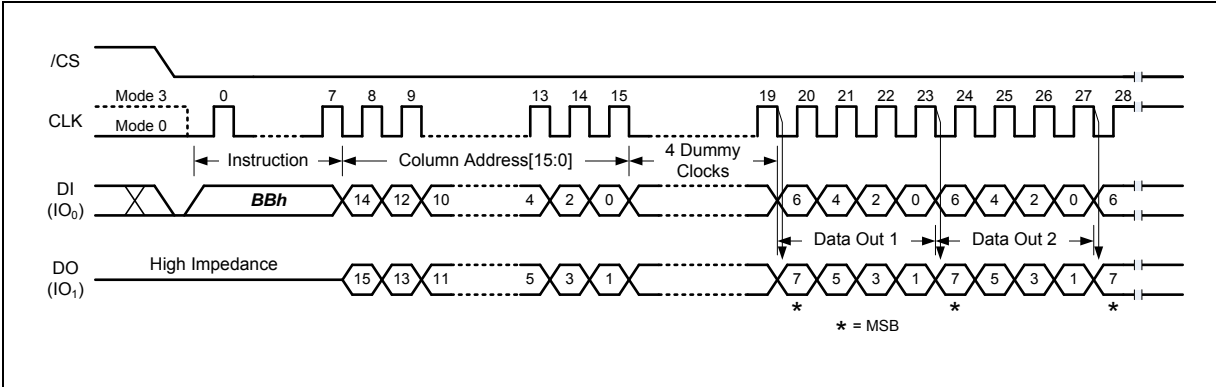 /CS
Mode 3 0 7 8 9 13 14 15 19 20 21 22 23 24 25 26 27 28
CLK
Mode 0
Instruction Column Address[15:0] 4 Dummy Clocks
DI (IO0) BBh 14 12 10 4 2 0 6 4 2 0 6 4 2 0 6
Data Out 1 Data Out 2
DO (IO1) High Impedance 15 13 11 5 3 1 7 5 3 1 7 5 3 1 7
* * *
* = MSB